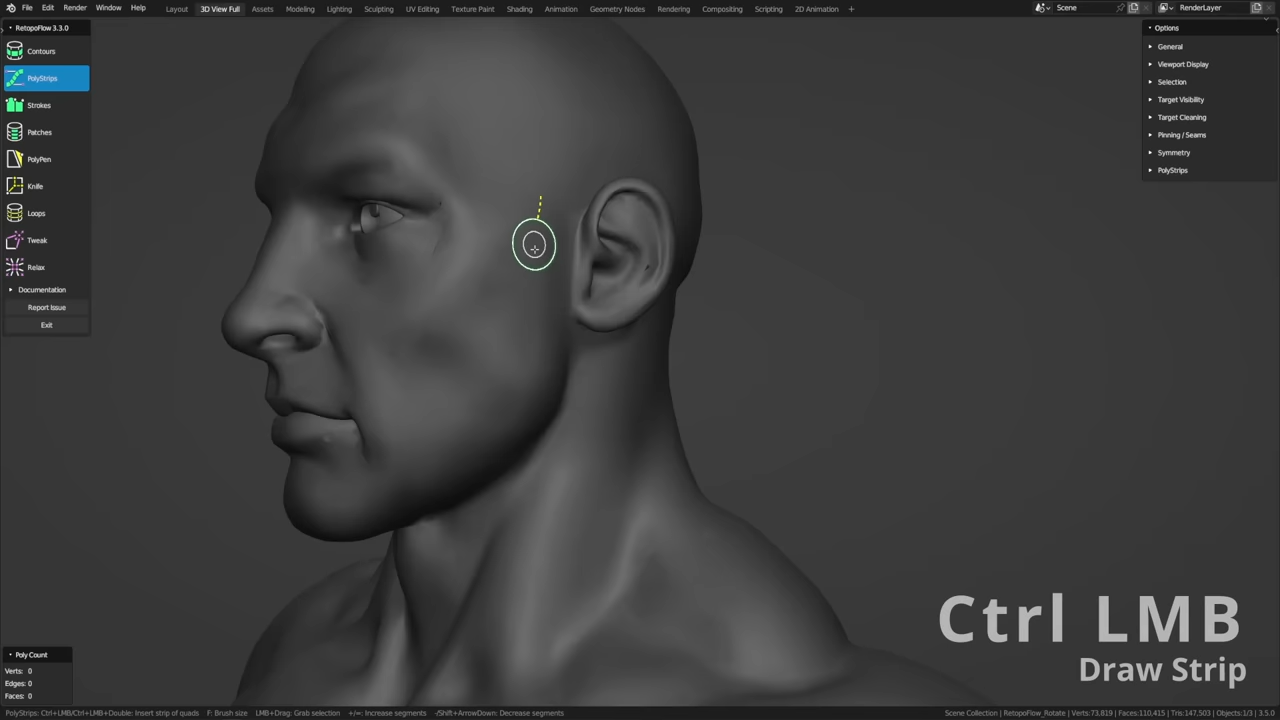 File Edit Render Window Help Layout 3D View Full Assets Modeling Lighting Sculpting UV Editing Texture Paint Shading Animation Geometry Nodes Rendering Compositing Scripting 2D Animation + Scene RenderLayer
RetopoFlow 3.3.0
Contours
PolyStrips
Strokes
Patches
PolyPen
Knife
Loops
Tweak
Relax
Documentation
Report Issue
Exit
Options
General
Viewport Display
Selection
Target Visibility
Target Cleaning
Pinning / Seams
Symmetry
PolyStrips
Ctrl LMB
Draw Strip
Poly Count
Verts: 0
Edges: 0
Faces: 0
PolyStrips: Ctrl+LMB/Ctrl+LMB+Double: Insert strip of quads F: Brush size LMB+Drag: Grab selection +/=: Increase segments -/Shift+ArrowDown: Decrease segments Scene Collection | RetopoFlow_Rotate | Verts:73,819 | Faces:110,415 | Tris:147,503 | Objects:1/3 | 3.5.0